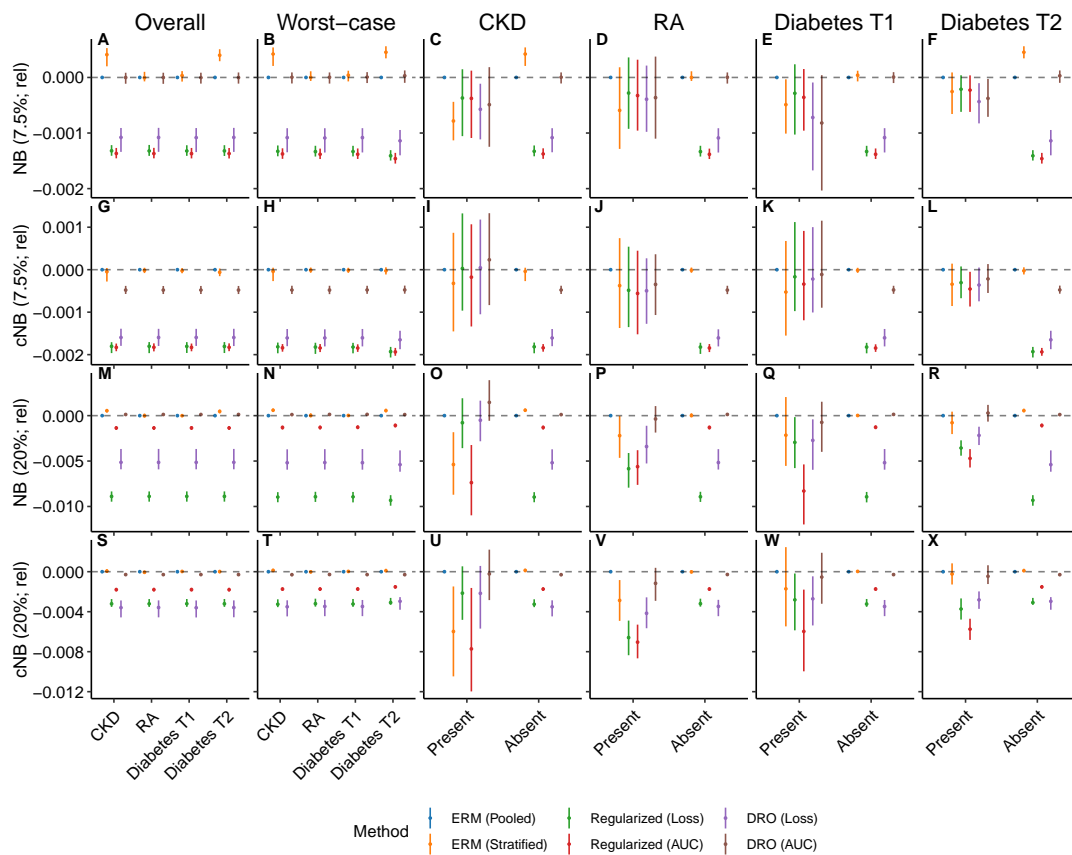 Overall Worst−case CKD RA Diabetes T1 Diabetes T2
A B C D E F
NB (7.5%; rel)
0.000
−0.001
−0.002
G H I J K L
cNB (7.5%; rel)
0.001
0.000
−0.001
−0.002
M N O P Q R
NB (20%; rel)
0.000
−0.005
−0.010
S T U V W X
cNB (20%; rel)
0.000
−0.004
−0.008
−0.012
CKD RA Diabetes T1 Diabetes T2 CKD RA Diabetes T1 Diabetes T2 Present Absent Present Absent Present Absent Present Absent
Method
ERM (Pooled) Regularized (Loss) DRO (Loss)
ERM (Stratified) Regularized (AUC) DRO (AUC)